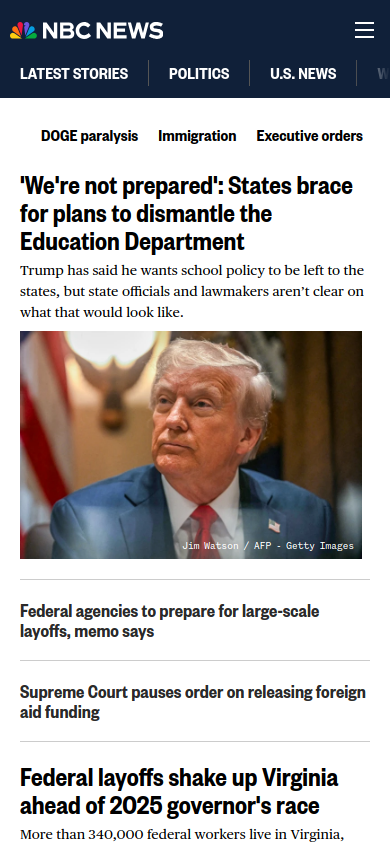 NBC NEWS
LATEST STORIES
POLITICS
U.S. NEWS
DOGE paralysis
Immigration
Executive orders
'We're not prepared': States brace
for plans to dismantle the
Education Department
Trump has said he wants school policy to be left to the
states, but state officials and lawmakers aren’t clear on
what that would look like.
Jim Watson / AFP - Getty Images
Federal agencies to prepare for large-scale
layoffs, memo says
Supreme Court pauses order on releasing foreign
aid funding
Federal layoffs shake up Virginia
ahead of 2025 governor's race
More than 340,000 federal workers live in Virginia,